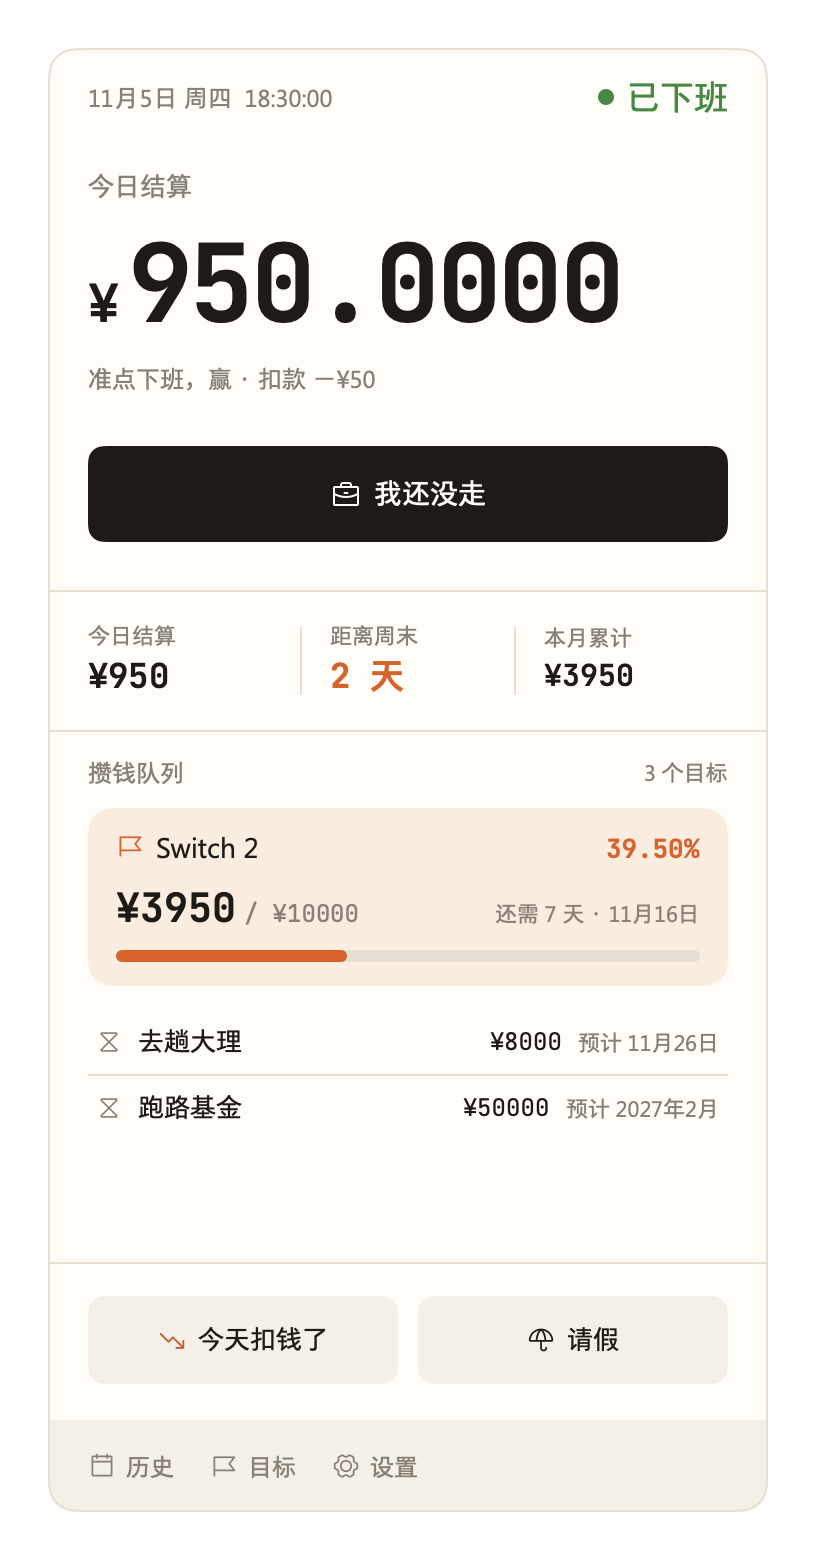 11月5日 周四 18:30:00
已下班
今日结算
¥950.0000
准点下班，赢 · 扣款 −¥50
我还没走
今日结算
¥950
距离周末
2 天
本月累计
¥3950
攒钱队列
3 个目标
Switch 2
39.50%
¥3950 / ¥10000
还需 7 天 · 11月16日
去趟大理
¥8000 预计 11月26日
跑路基金
¥50000 预计 2027年2月
今天扣钱了
请假
历史
目标
设置